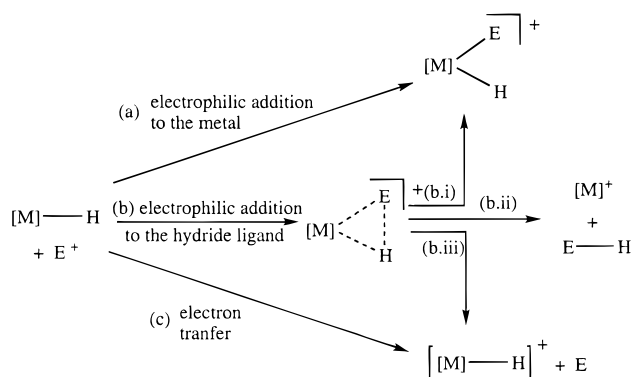 E
+
[M]
H
(a) electrophilic addition
to the metal
[M] H
+ E+
(b) electrophilic addition
to the hydride ligand
E
[M]
H
+(b.i)
(b.ii)
(b.iii)
[M]+
+
E H
(c) electron
tranfer
[[M] H]+ + E